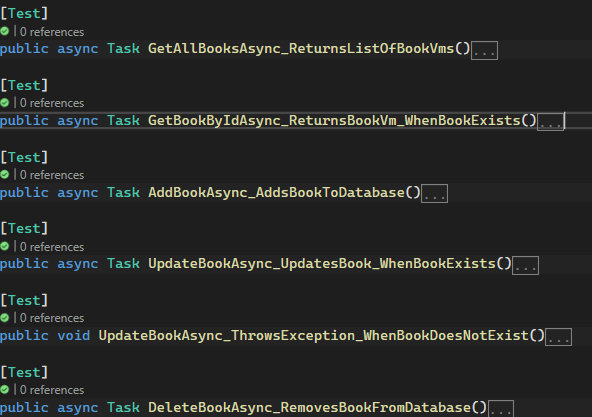 [Test]
| 0 references
public async Task GetAllBooksAsync_ReturnsListOfBookVms()...
[Test]
| 0 references
public async Task GetBookByIdAsync_ReturnsBookVm_WhenBookExists()...
[Test]
| 0 references
public async Task AddBookAsync_AddsBookToDatabase()...
[Test]
| 0 references
public async Task UpdateBookAsync_UpdatesBook_WhenBookExists()...
[Test]
| 0 references
public void UpdateBookAsync_ThrowsException_WhenBookDoesNotExist()...
[Test]
| 0 references
public async Task DeleteBookAsync_RemovesBookFromDatabase()...